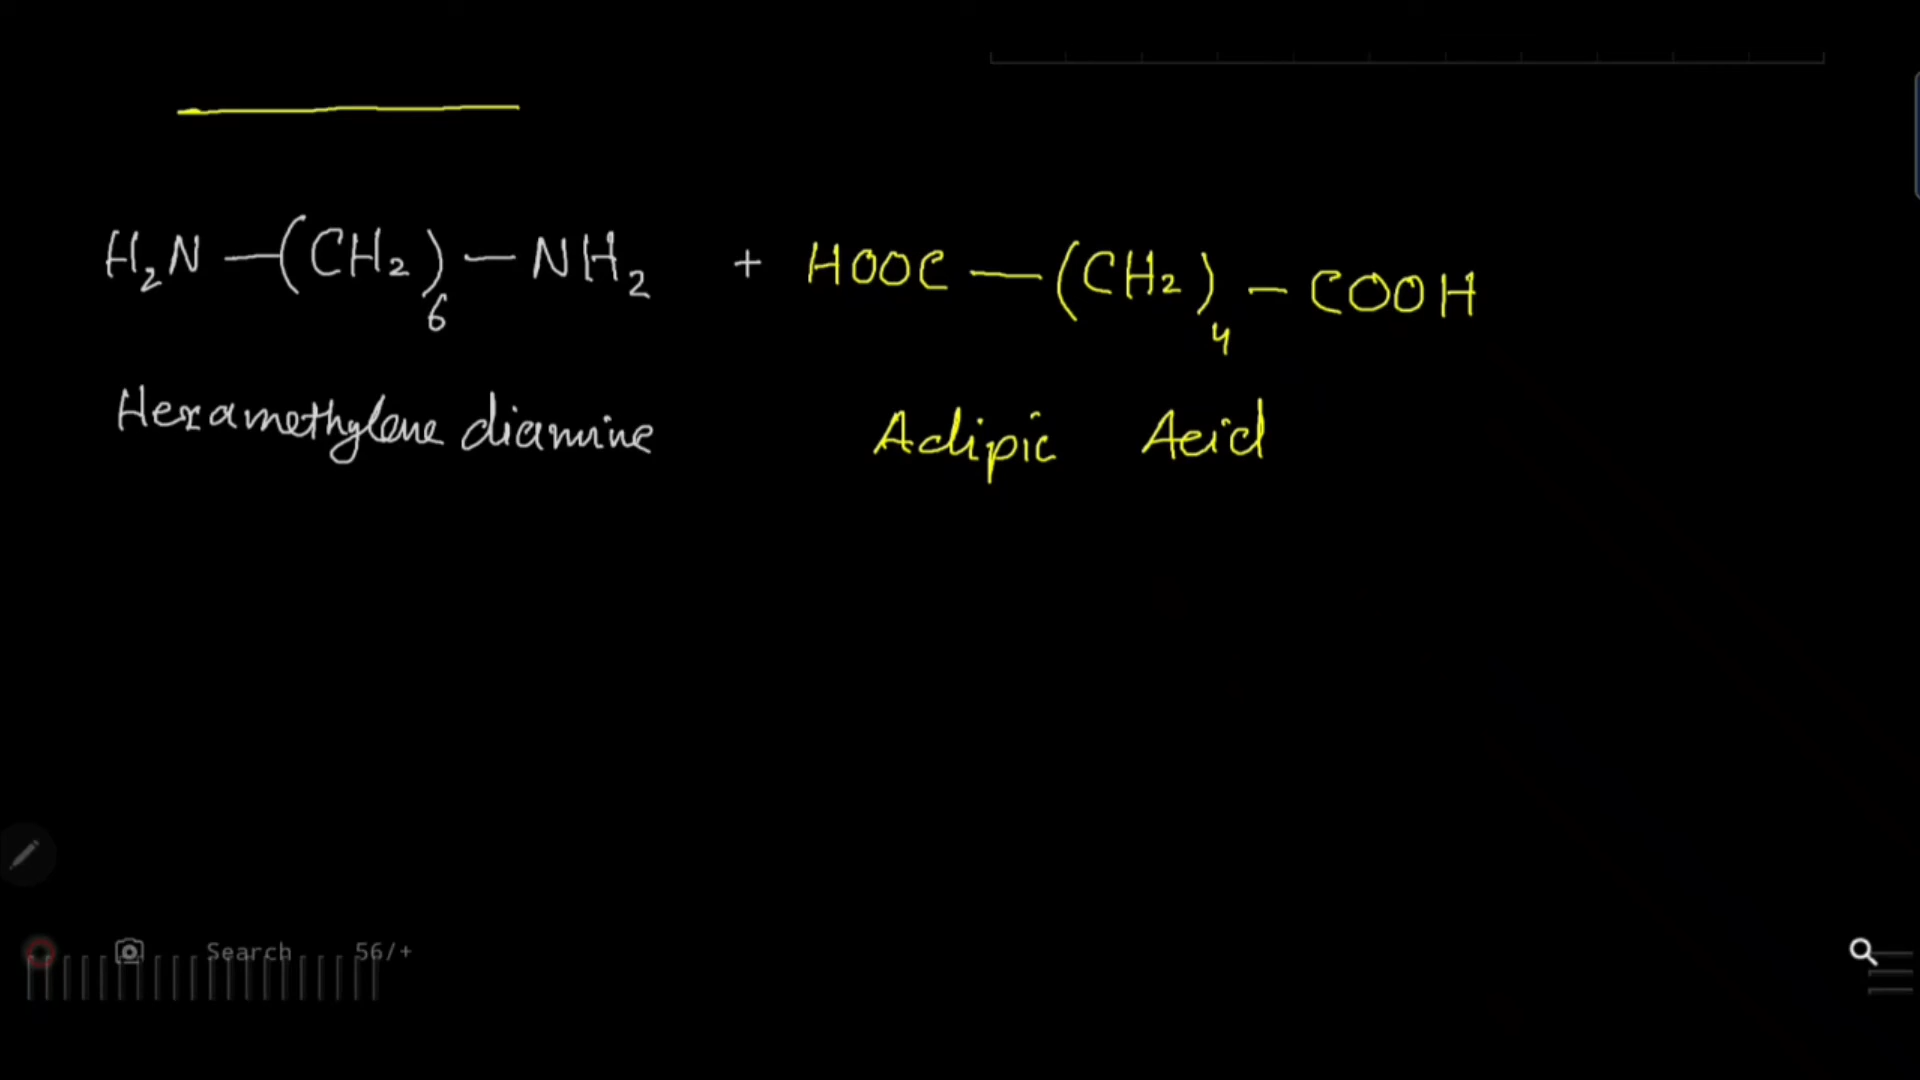 H₂N—(CH₂)₆—NH₂ + HOOC—(CH₂)₄—COOH
Hexamethylene diamine Adipic Acid
Search 56/+